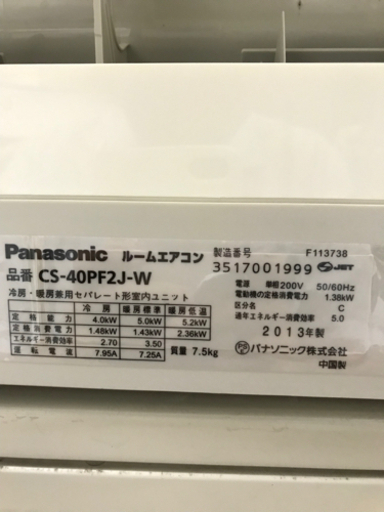 Panasonic ルームエアコン 製造番号 F113738
品番 CS-40PF2J-W 3517001999 JET
冷房・暖房兼用セパレート形室内ユニット 電源 単相200V 50/60Hz
冷房 暖房標準 暖房低温 電動機の定格消費電力 1.38kW
定格能力 4.0kW 5.0kW 5.2kW 区分名 C
定格消費電力 1.48kW 1.43kW 2.36kW 通年エネルギー消費効率 5.0
エネルギー消費効率 2.70 3.50 2013年製
運転電流 7.95A 7.25A 質量 7.5kg PS E パナソニック株式会社
中国製